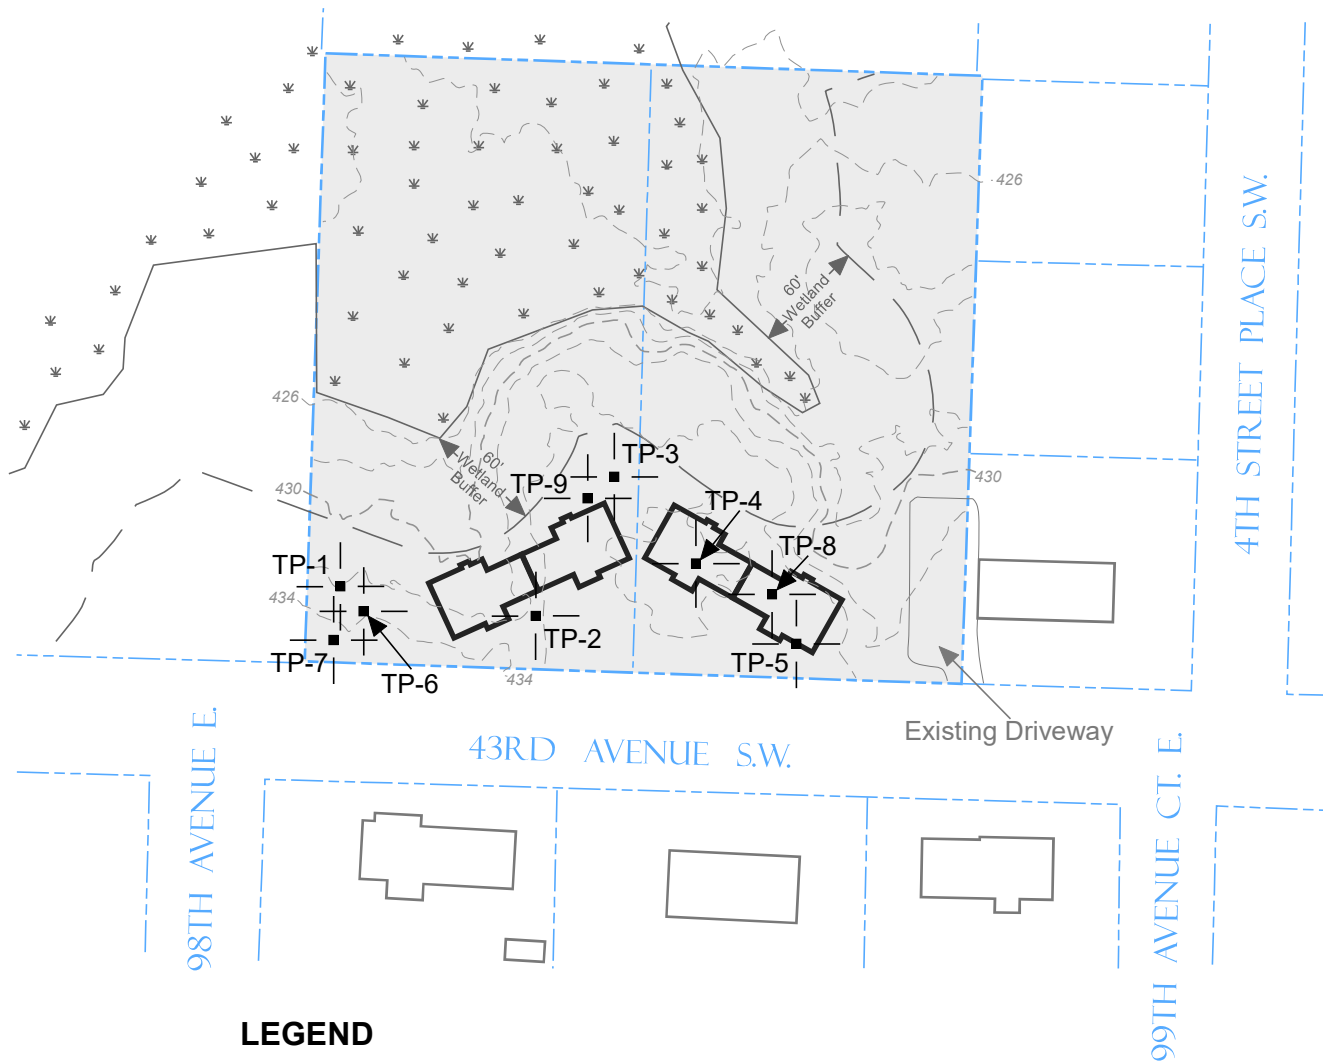 426
4TH STREET PLACE S.W.
60'
Wetland
Buffer
426
60'
Wetland
Buffer
TP-3
TP-9
430
430
TP-4
TP-8
TP-1
434
TP-2
TP-7
TP-6
TP-5
434
Existing Driveway
98TH AVENUE E.
43RD AVENUE S.W.
99TH AVENUE CT. E.
LEGEND